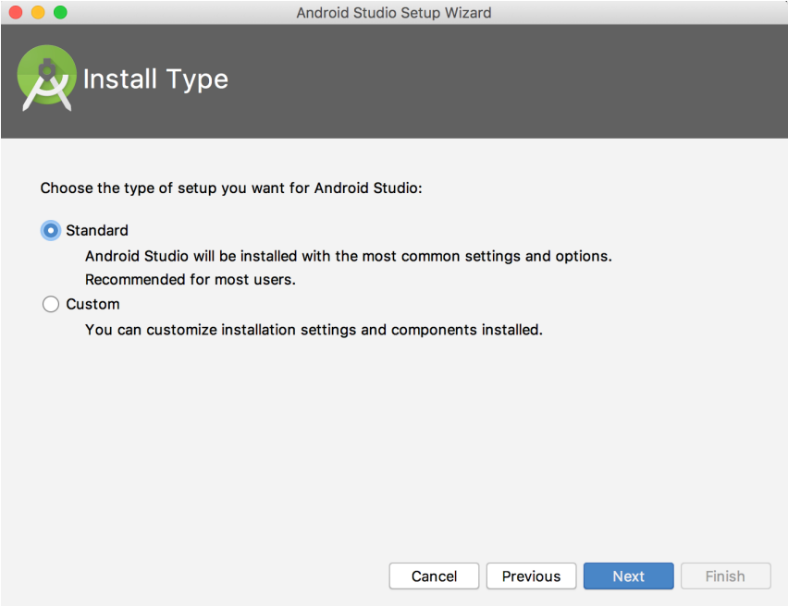 Android Studio Setup Wizard
Install Type
Choose the type of setup you want for Android Studio:
Standard
Android Studio will be installed with the most common settings and options.
Recommended for most users.
Custom
You can customize installation settings and components installed.
Cancel
Previous
Next
Finish